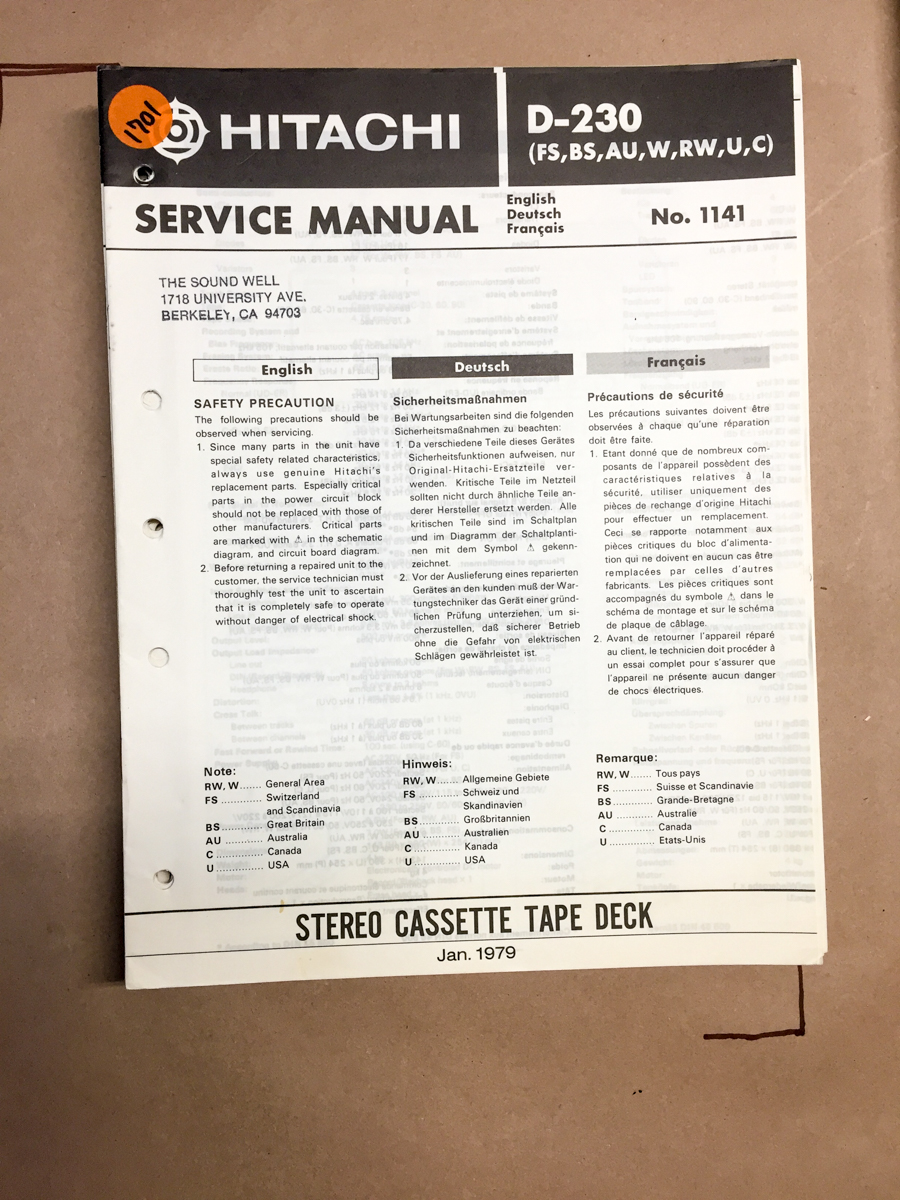 1701
HITACHI
D-230
(FS,BS,AU,W,RW,U,C)
SERVICE MANUAL
English
Deutsch
Français
No. 1141
THE SOUND WELL
1718 UNIVERSITY AVE.
BERKELEY, CA 94703
English
SAFETY PRECAUTION
The following precautions should be
observed when servicing.
1. Since many parts in the unit have
special safety related characteristics,
always use genuine Hitachi's
replacement parts. Especially critical
parts in the power circuit block
should not be replaced with those of
other manufacturers. Critical parts
are marked with ⚠ in the schematic
diagram, and circuit board diagram.
2. Before returning a repaired unit to the
customer, the service technician must
thoroughly test the unit to ascertain
that it is completely safe to operate
without danger of electrical shock.
Deutsch
Sicherheitsmaßnahmen
Bei Wartungsarbeiten sind die folgenden
Sicherheitsmaßnahmen zu beachten:
1. Da verschiedene Teile dieses Gerätes
Sicherheitsfunktionen aufweisen, nur
Original-Hitachi-Ersatzteile ver-
wenden. Kritische Teile im Netzteil
sollten nicht durch ähnliche Teile an-
derer Hersteller ersetzt werden. Alle
kritischen Teile sind im Schaltplan
und im Diagramm der Schaltplanti-
nen mit dem Symbol ⚠ gekenn-
zeichnet.
2. Vor der Auslieferung eines reparierten
Gerätes an den kunden muß der War-
tungstechniker das Gerät einer gründ-
lichen Prüfung unterziehen, um si-
cherzustellen, daß sicherer Betrieb
ohne die Gefahr von elektrischen
Schlägen gewährleistet ist.
Français
Précautions de sécurité
Les précautions suivantes doivent être
observées à chaque qu'une réparation
doit être faite.
1. Etant donné que de nombreux com-
posants de l'appareil possèdent des
caractéristiques relatives à la
sécurité, utiliser uniquement des
pièces de rechange d'origine Hitachi
pour effectuer un remplacement.
Ceci se rapporte notamment aux
pièces critiques du bloc d'alimenta-
tion qui ne doivent en aucun cas être
remplacées par celles d'autres
fabricants. Les pièces critiques sont
accompagnés du symbole ⚠ dans le
schéma de montage et sur le schéma
de plaque de câblage.
2. Avant de retourner l'appareil réparé
au client, le technicien doit procéder à
un essai complet pour s'assurer que
l'appareil ne présente aucun danger
de chocs électriques.
Note:
RW, W....... General Area
FS ............ Switzerland
and Scandinavia
BS ............ Great Britain
AU ............ Australia
C .............. Canada
U .............. USA
Hinweis:
RW, W....... Allgemeine Gebiete
FS ............ Schweiz und
Skandinavien
BS ............ Großbritannien
AU ............ Australien
C .............. Kanada
U .............. USA
Remarque:
RW, W....... Tous pays
FS ............ Suisse et Scandinavie
BS ............ Grande-Bretagne
AU ............ Australie
C .............. Canada
U .............. Etats-Unis
STEREO CASSETTE TAPE DECK
Jan. 1979